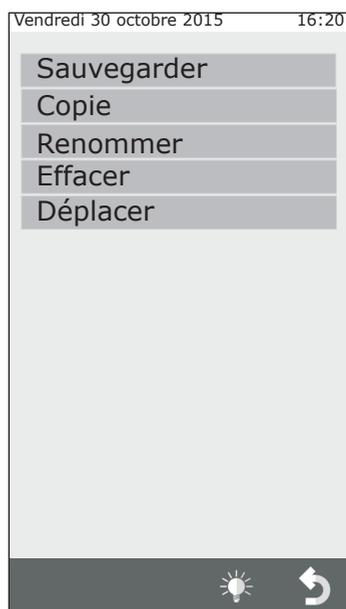 Vendredi 30 octobre 2015 16:20
Sauvegarder
Copie
Renommer
Effacer
Déplacer